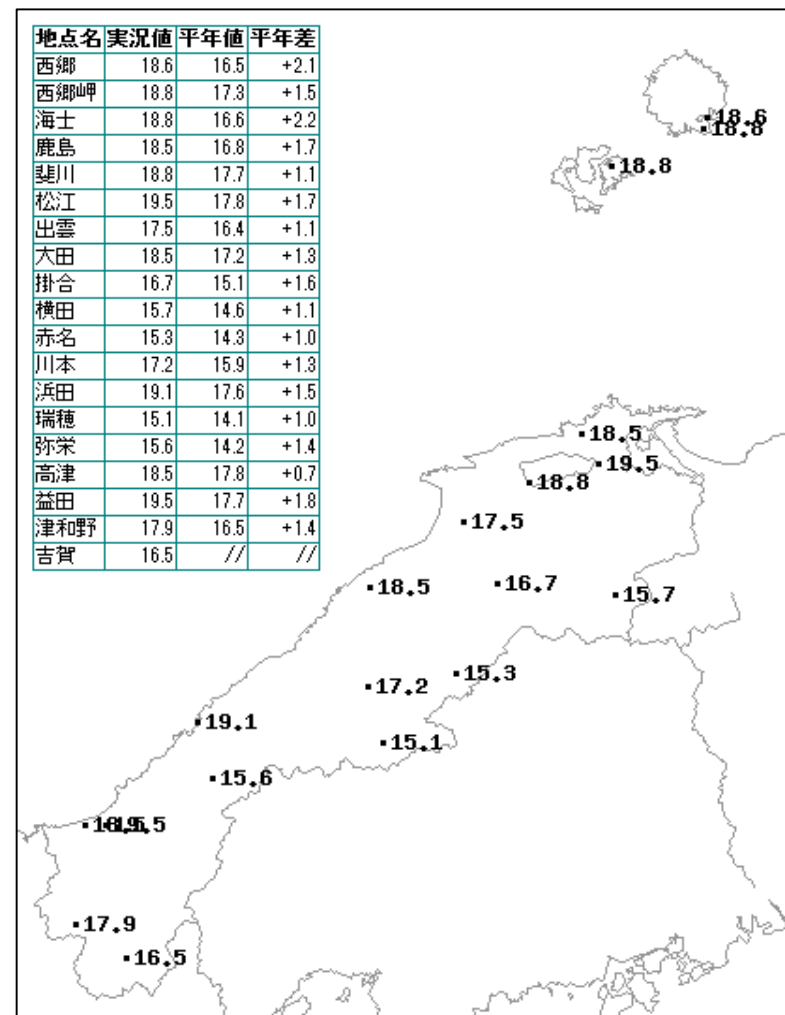 地点名 実況値 平年値 平年差
西郷 18.6 16.5 +2.1
西郷岬 18.8 17.3 +1.5
海士 18.8 16.6 +2.2
鹿島 18.5 16.8 +1.7
斐川 18.8 17.7 +1.1
松江 19.5 17.8 +1.7
出雲 17.5 16.4 +1.1
大田 18.5 17.2 +1.3
掛合 16.7 15.1 +1.6
横田 15.7 14.6 +1.1
赤名 15.3 14.3 +1.0
川本 17.2 15.9 +1.3
浜田 19.1 17.6 +1.5
瑞穂 15.1 14.1 +1.0
弥栄 15.6 14.2 +1.4
高津 18.5 17.8 +0.7
益田 19.5 17.7 +1.8
津和野 17.9 16.5 +1.4
吉賀 16.5 // //
18.6
18.8
18.8
18.5
19.5
18.8
17.5
18.5
16.7
15.7
15.3
17.2
19.1
15.1
15.6
17.9
16.5